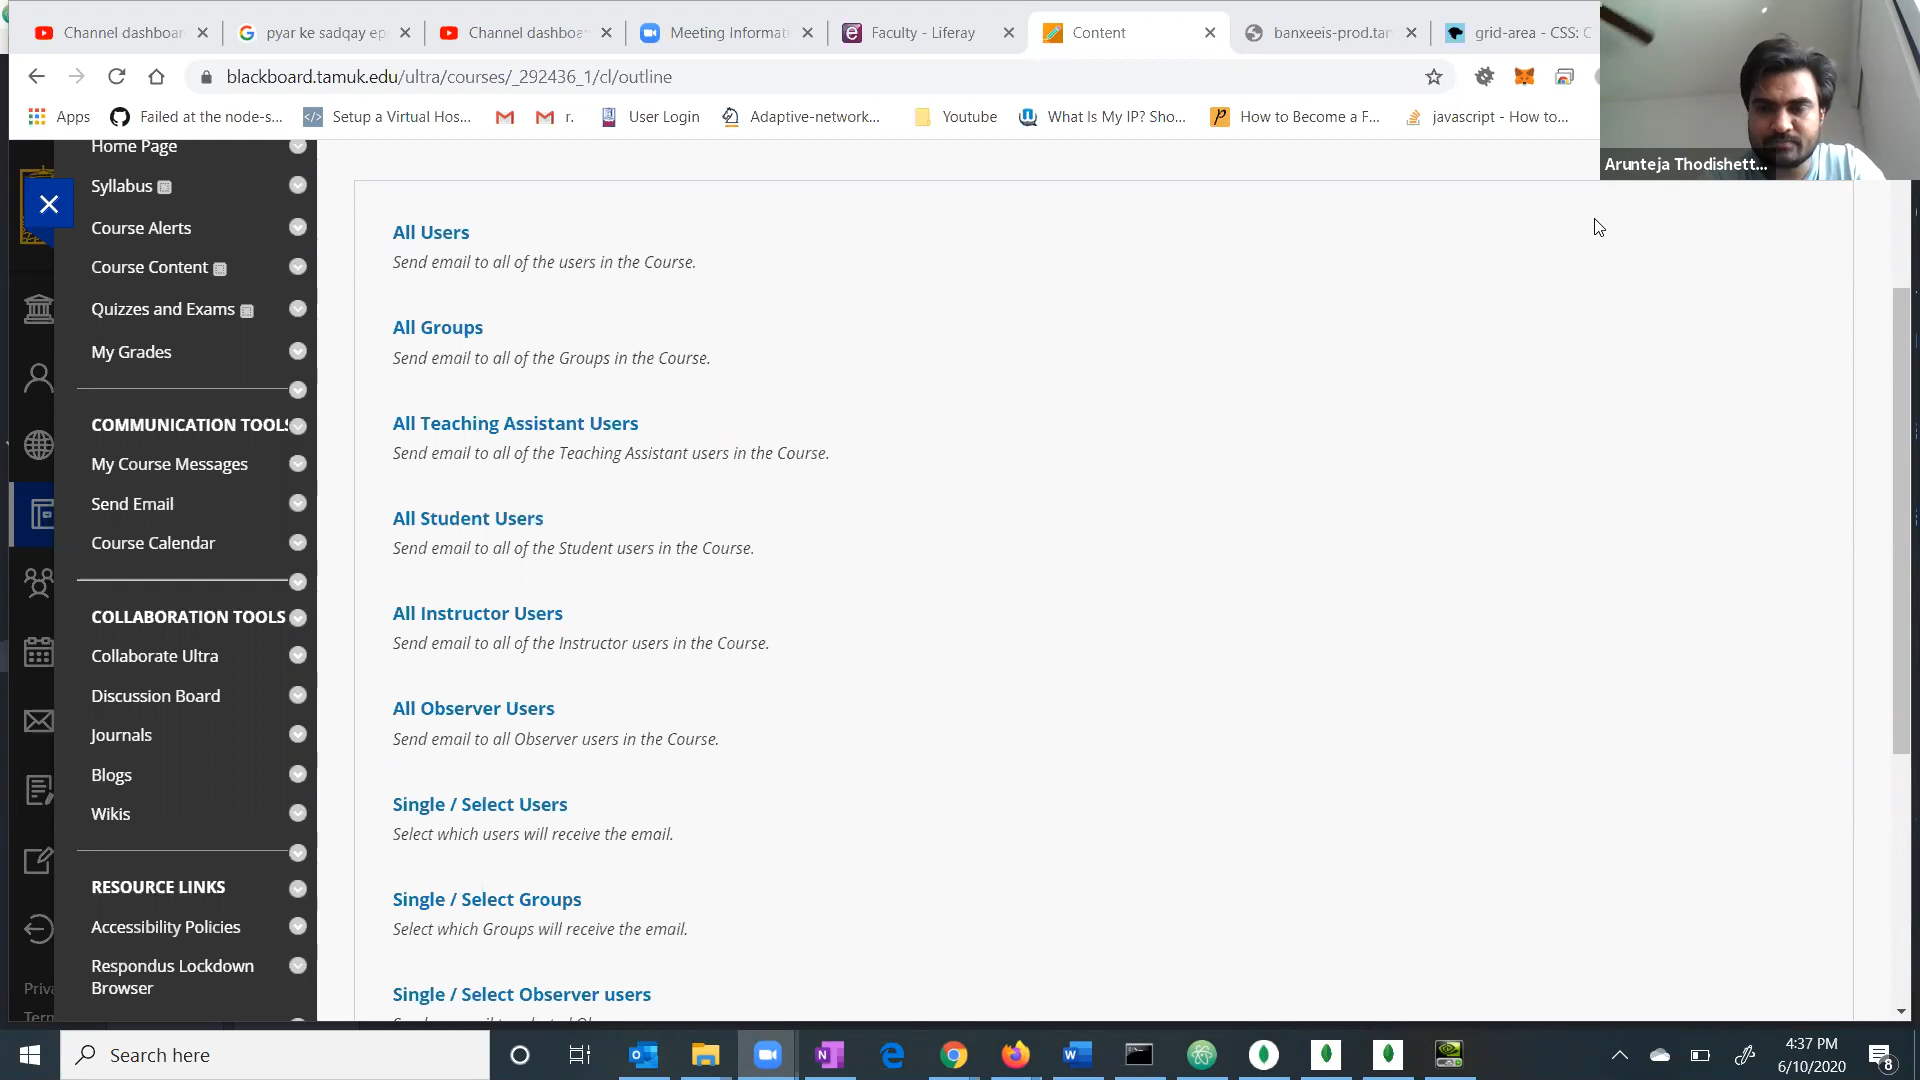 Channel dashboar
pyar ke sadqay ep
Channel dashboa
Meeting Informat
Faculty - Liferay
Content
banxeeis-prod.tar
grid-area - CSS: C
blackboard.tamuk.edu/ultra/courses/_292436_1/cl/outline
Apps
Failed at the node-s...
Setup a Virtual Hos...
r.
User Login
Adaptive-network...
Youtube
What Is My IP? Sho...
How to Become a F...
javascript - How to...
Arunteja Thodishett...
Home Page
Syllabus
Course Alerts
Course Content
Quizzes and Exams
My Grades
COMMUNICATION TOOLS
My Course Messages
Send Email
Course Calendar
COLLABORATION TOOLS
Collaborate Ultra
Discussion Board
Journals
Blogs
Wikis
RESOURCE LINKS
Accessibility Policies
Respondus Lockdown
Browser
Priva
Term
All Users
Send email to all of the users in the Course.
All Groups
Send email to all of the Groups in the Course.
All Teaching Assistant Users
Send email to all of the Teaching Assistant users in the Course.
All Student Users
Send email to all of the Student users in the Course.
All Instructor Users
Send email to all of the Instructor users in the Course.
All Observer Users
Send email to all Observer users in the Course.
Single / Select Users
Select which users will receive the email.
Single / Select Groups
Select which Groups will receive the email.
Single / Select Observer users
Search here
4:37 PM
6/10/2020
8